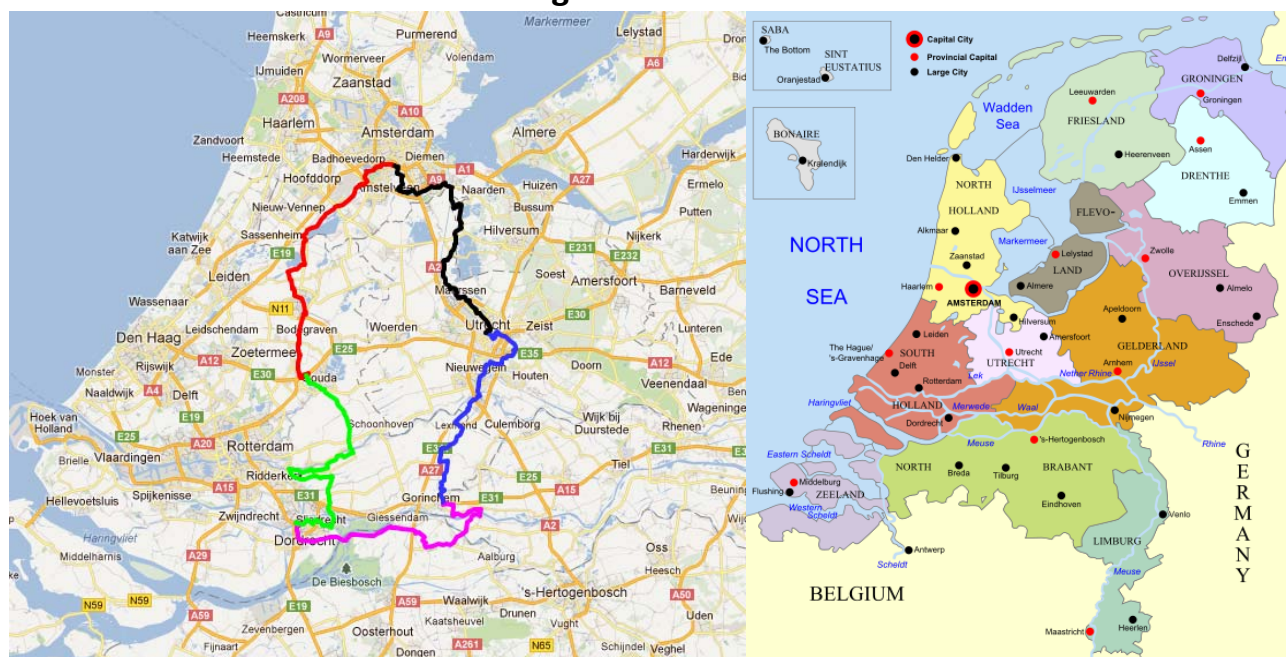 g
Castricum
Heemskerk
Purmerend
Markermeer
Lelystad
Dron
IJmuiden
Wormerveer
Zaanstad
A6
A208
A10
Haarlem
Amsterdam
Almere
Zandvoort
Heemstede
Badhoevedorp
Diemen
A1
Harderwijk
Hoofddorp
Amstelveen
A9
Naarden
Huizen
A27
Ermelo
Nieuw-Vennep
Bussum
Putten
Sassenheim
Hilversum
E231
Nijkerk
Katwijk
aan Zee
E19
E232
Leiden
A2
Soest
Amersfoort
Wassenaar
Maarssen
Barneveld
N11
Den Haag
Leidschendam
Bodegraven
Woerden
Utrecht
Zeist
E30
Lunteren
Zoetermeer
E25
E35
Monster
Rijswijk
E30
Gouda
Nieuwegein
Houten
A12
Doorn
Ede
Naaldwijk
Delft
Veenendaal
Hoek van
Holland
E19
Schoonhoven
Lexmond
Culemborg
Wijk bij
Duurstede
Wageningen
A20
Rotterdam
Rhenen
Brielle
Vlaardingen
Ridderkerk
A27
E25
Tiel
Hellevoetsluis
Spijkenisse
E31
Gorinchem
E31
A15
Beuningen
Zwijndrecht
Sliedrecht
Giessendam
A2
Dordrecht
Haringvliet
Middelharnis
A29
Aalburg
Oss
De Biesbosch
Heesch
N59
N59
E19
A59
Waalwijk
's-Hertogenbosch
A50
Zevenbergen
Drunen
Uden
Oosterhout
Kaatsheuvel
Vught
Fijnaart
Dongen
A261
N65
Schijndel
Veghel
SABA
The Bottom
SINT
EUSTATIUS
Oranjestad
Capital City
Provincial Capital
Large City
BONAIRE
Kralendijk
Delfzijl
GRONINGEN
Groningen
Leeuwarden
FRIESLAND
Wadden
Sea
Assen
Den Helder
Heerenveen
DRENTHE
NORTH
HOLLAND
IJsselmeer
Emmen
FLEVO-
LAND
Alkmaar
Markermeer
NORTH
SEA
Zaanstad
Lelystad
Zwolle
OVERIJSSEL
Haarlem
Almere
Almelo
AMSTERDAM
Hilversum
Apeldoorn
Enschede
Leiden
Amersfoort
The Hague/
's-Gravenhage
SOUTH
HOLLAND
Utrecht
UTRECHT
GELDERLAND
Delft
Arnhem
IJssel
Lek
Nether Rhine
Rotterdam
Haringvliet
Merwede
Waal
Dordrecht
Nijmegen
Meuse
's-Hertogenbosch
Rhine
Eastern Scheldt
NORTH
BRABANT
Breda
Tilburg
Middelburg
Flushing
ZEELAND
Western
Scheldt
Eindhoven
Venlo
LIMBURG
Antwerp
Scheldt
Meuse
BELGIUM
GERMANY
Maastricht
Heerlen